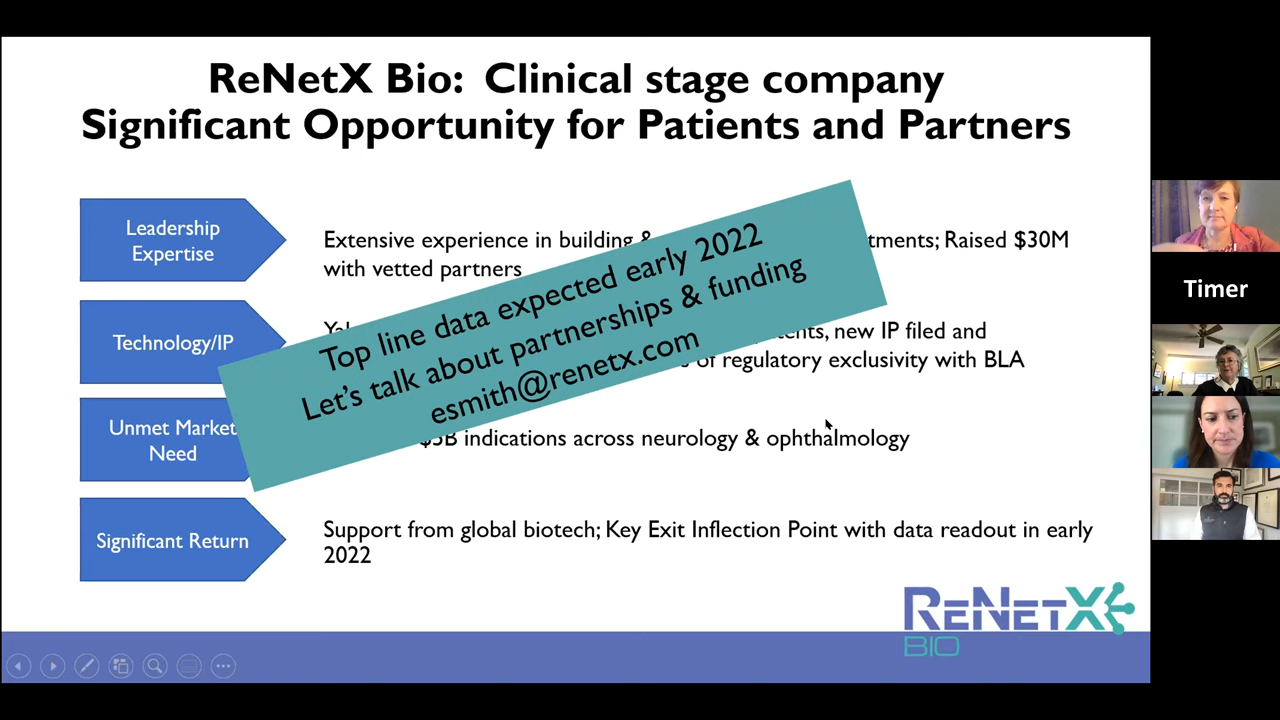 ReNetX Bio: Clinical stage company
Significant Opportunity for Patients and Partners
Leadership
Expertise
Extensive experience in building &
tments; Raised $30M
with vetted partners
Technology/IP
new IP filed and
of regulatory exclusivity with BLA
Unmet Market
Need
indications across neurology & ophthalmology
Significant Return
Support from global biotech; Key Exit Inflection Point with data readout in early
2022
Top line data expected early 2022
Let's talk about partnerships & funding
esmith@renetx.com
ReNetX
BIO
Timer